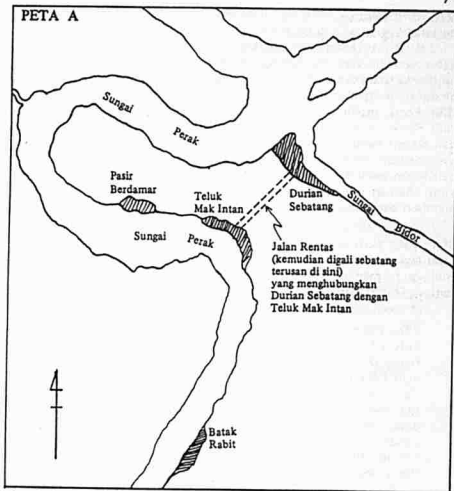 PETA A
Sungai
Perak
Pasir
Berdamar
Teluk
Mak Intan
Durian
Sebatang
Sungai
Bidor
Sungai
Perak
Jalan Rentas
(kemudian digali sebatang
terusan di sini)
yang menghubungkan
Durian Sebatang dengan
Teluk Mak Intan
Batak
Rabit